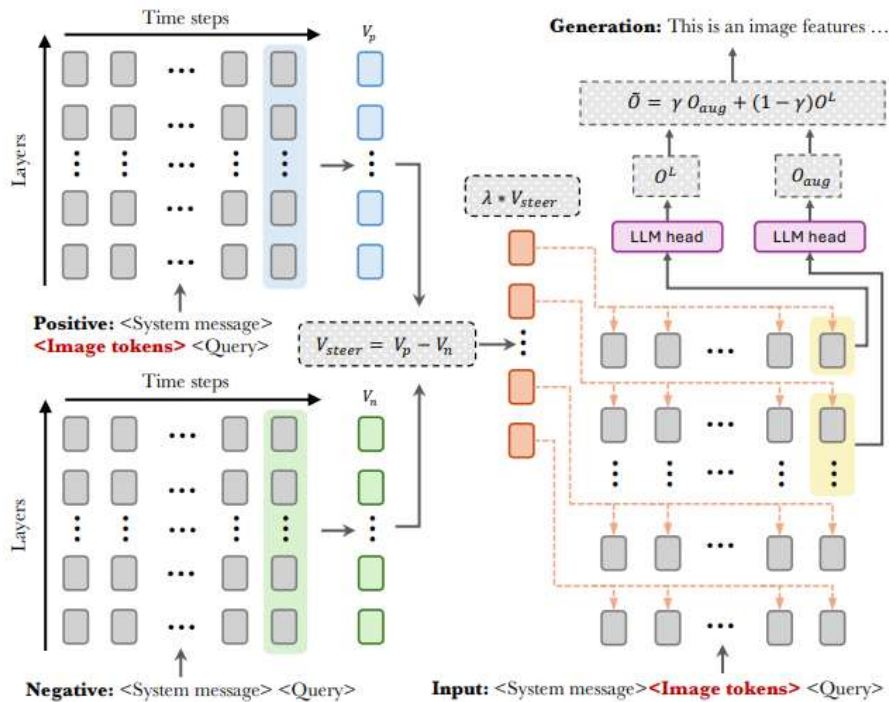 Time steps
V_p
Layers
Positive: <System message>
<Image tokens> <Query>
Time steps
V_n
Layers
Negative: <System message> <Query>
V_steer = V_p − V_n
λ * V_steer
Generation: This is an image features ...
Õ = γ O_aug + (1 − γ)O^L
O^L
O_aug
LLM head
LLM head
Input: <System message><Image tokens> <Query>